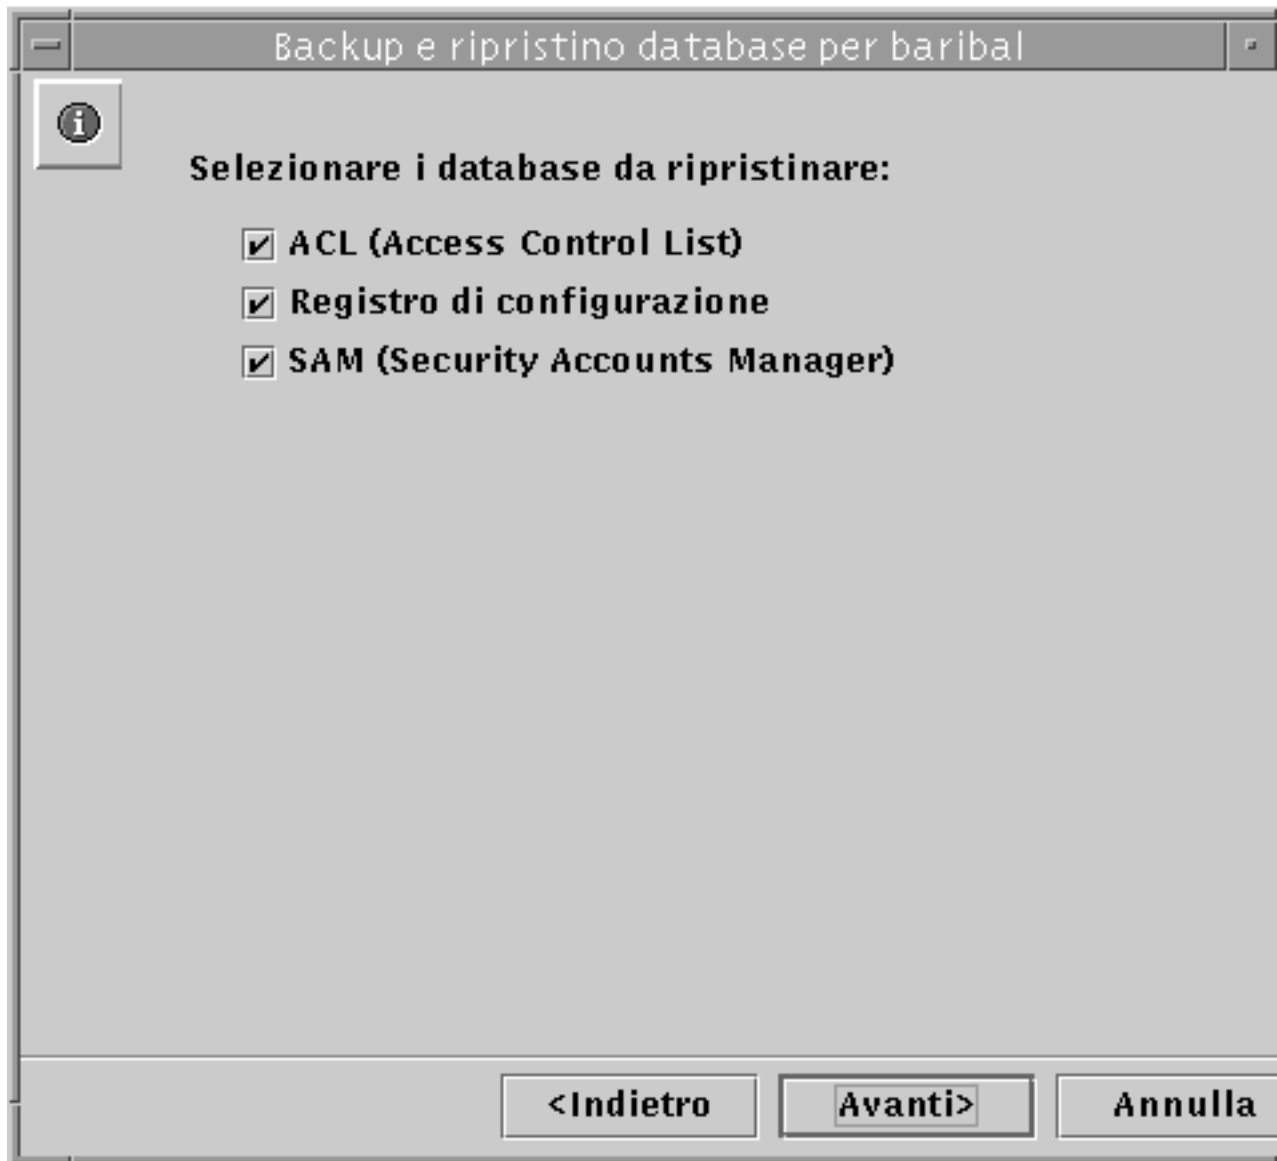 Backup e ripristino database per baribal
Selezionare i database da ripristinare:
ACL (Access Control List)
Registro di configurazione
SAM (Security Accounts Manager)
<Indietro Avanti> Annulla